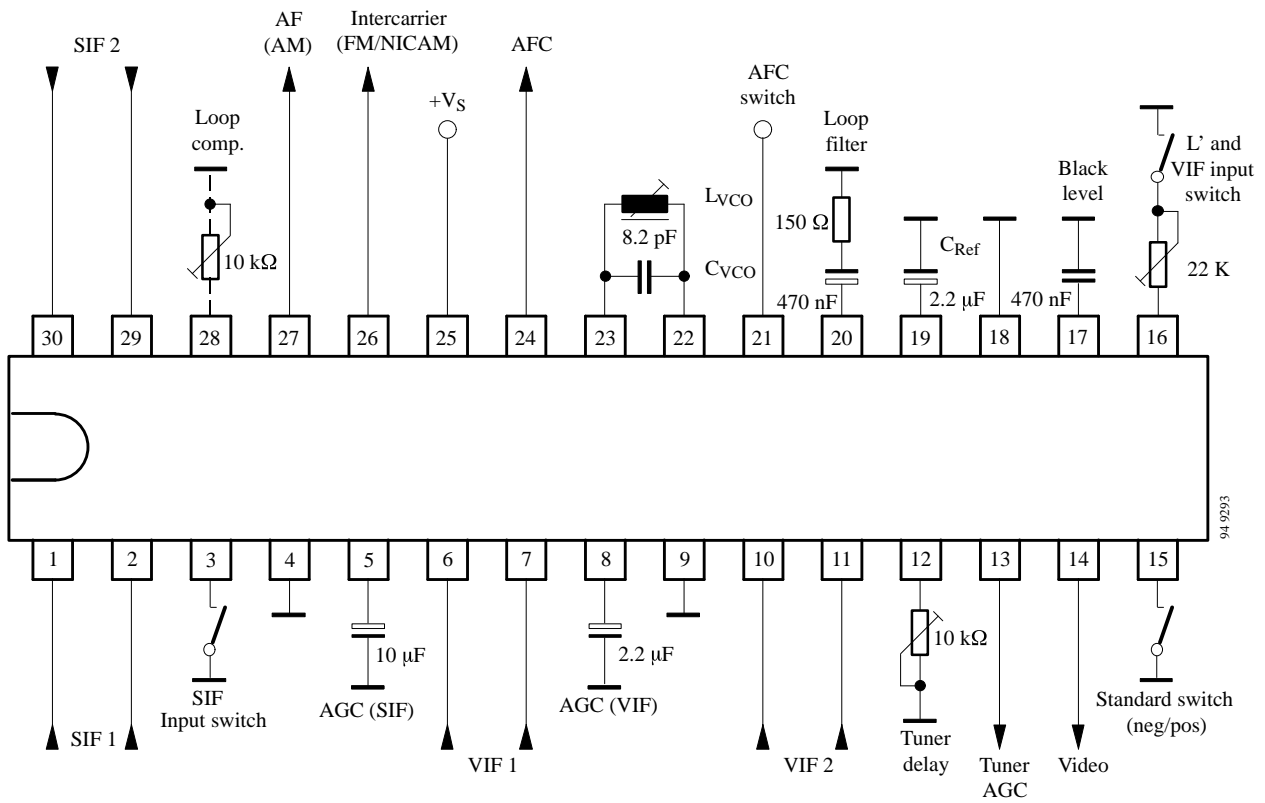 SIF 2
AF
(AM)
Intercarrier
(FM/NICAM)
AFC
+VS
AFC
switch
Loop
comp.
Loop
filter
L' and
VIF input
switch
Black
level
LVCO
150 Ω
8.2 pF
CRef
10 kΩ
CVCO
22 K
470 nF
2.2 μF
470 nF
30
29
28
27
26
25
24
23
22
21
20
19
18
17
16
94 9293
1
2
3
4
5
6
7
8
9
10
11
12
13
14
15
10 kΩ
10 μF
2.2 μF
SIF
Input switch
AGC (SIF)
AGC (VIF)
Standard switch
(neg/pos)
SIF 1
VIF 1
VIF 2
Tuner
delay
Tuner
AGC
Video